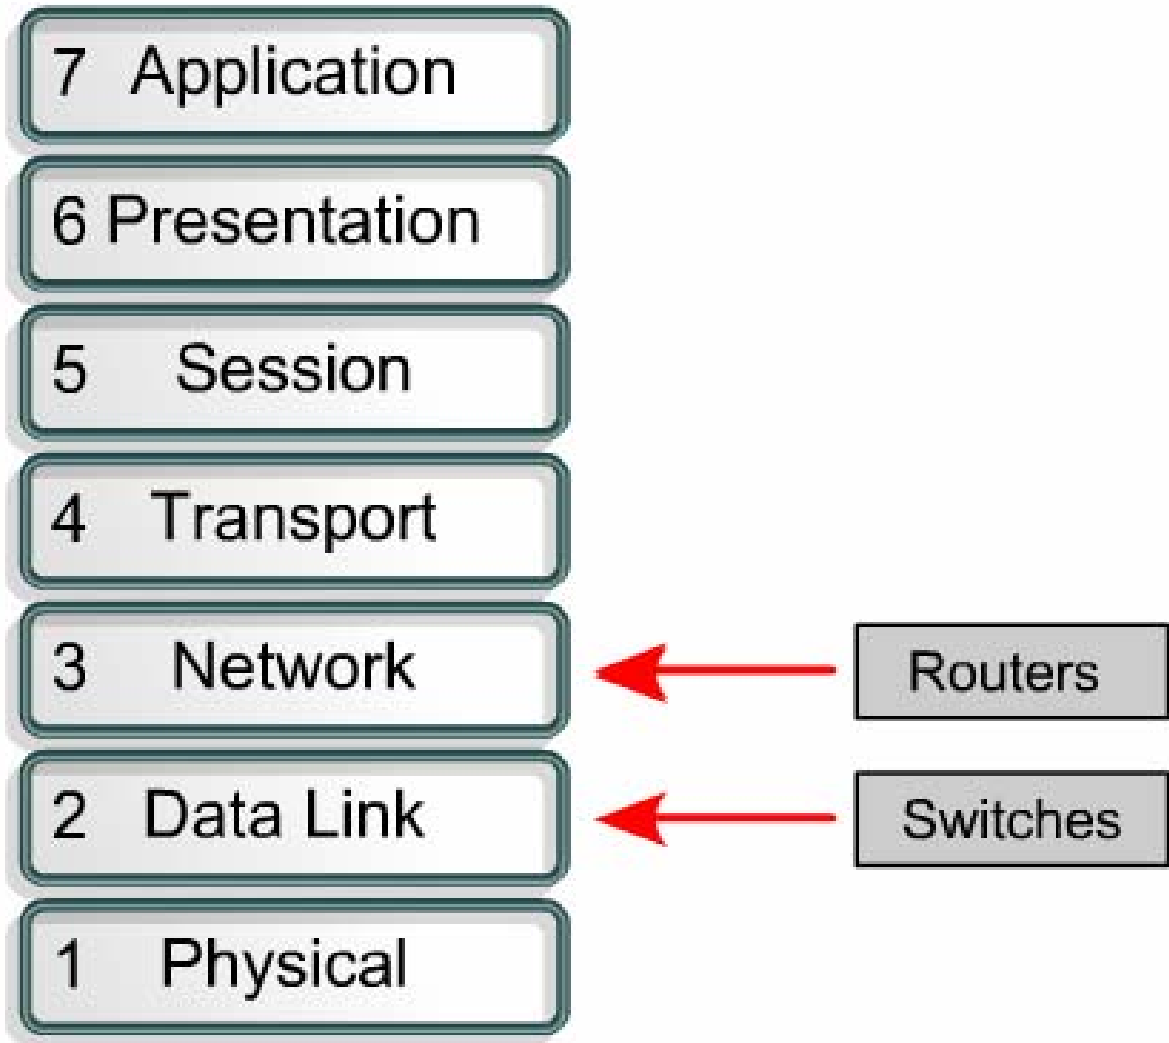 7 Application
6 Presentation
5 Session
4 Transport
3 Network
Routers
2 Data Link
Switches
1 Physical